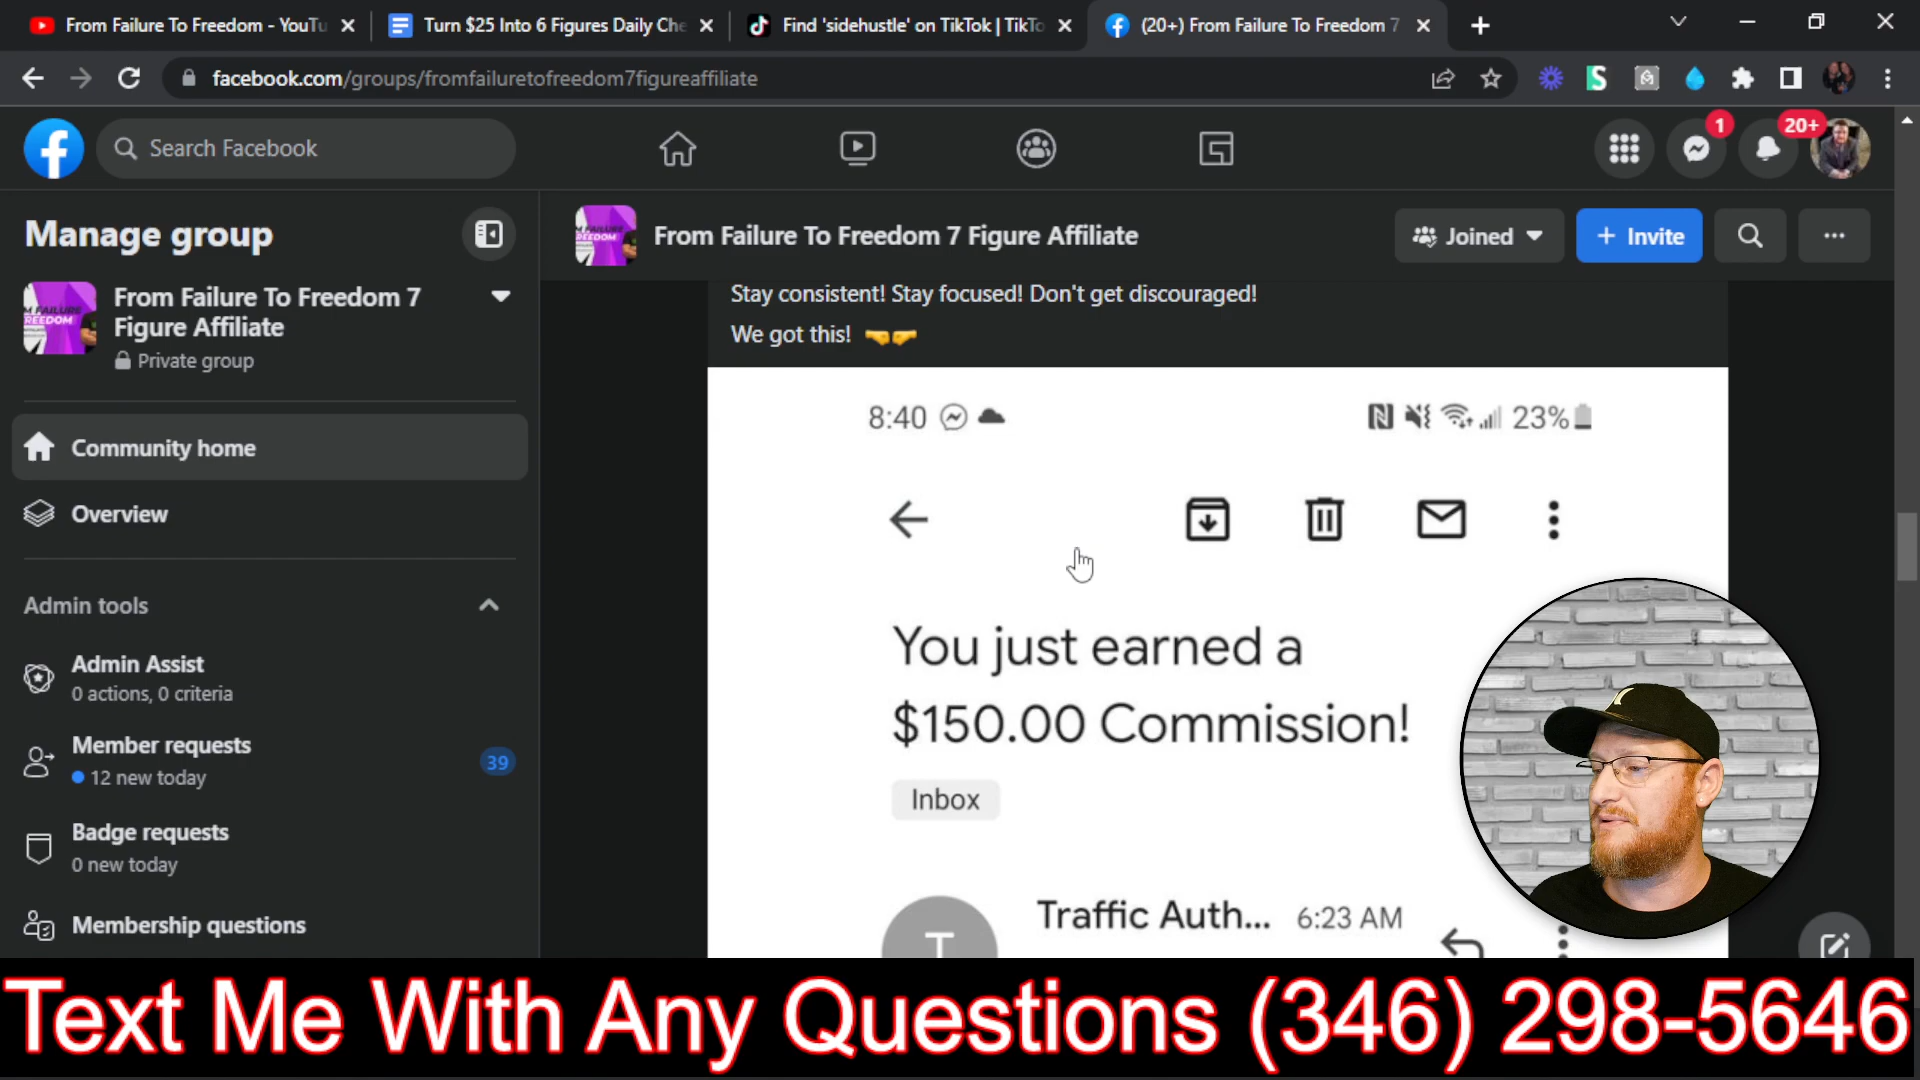 From Failure To Freedom - YouTu
Turn $25 Into 6 Figures Daily Che
Find 'sidehustle' on TikTok | TikTo
(20+) From Failure To Freedom 7
facebook.com/groups/fromfailuretofreedom7figureaffiliate
Search Facebook
1
20+
Manage group
From Failure To Freedom 7 Figure Affiliate
Joined
+ Invite
From Failure To Freedom 7
Figure Affiliate
Private group
Stay consistent! Stay focused! Don't get discouraged!
We got this!
8:40
23%
Community home
Overview
Admin tools
Admin Assist
0 actions, 0 criteria
Member requests
12 new today
39
Badge requests
0 new today
Membership questions
You just earned a
$150.00 Commission!
Inbox
T
Traffic Auth...
6:23 AM
Text Me With Any Questions (346) 298-5646